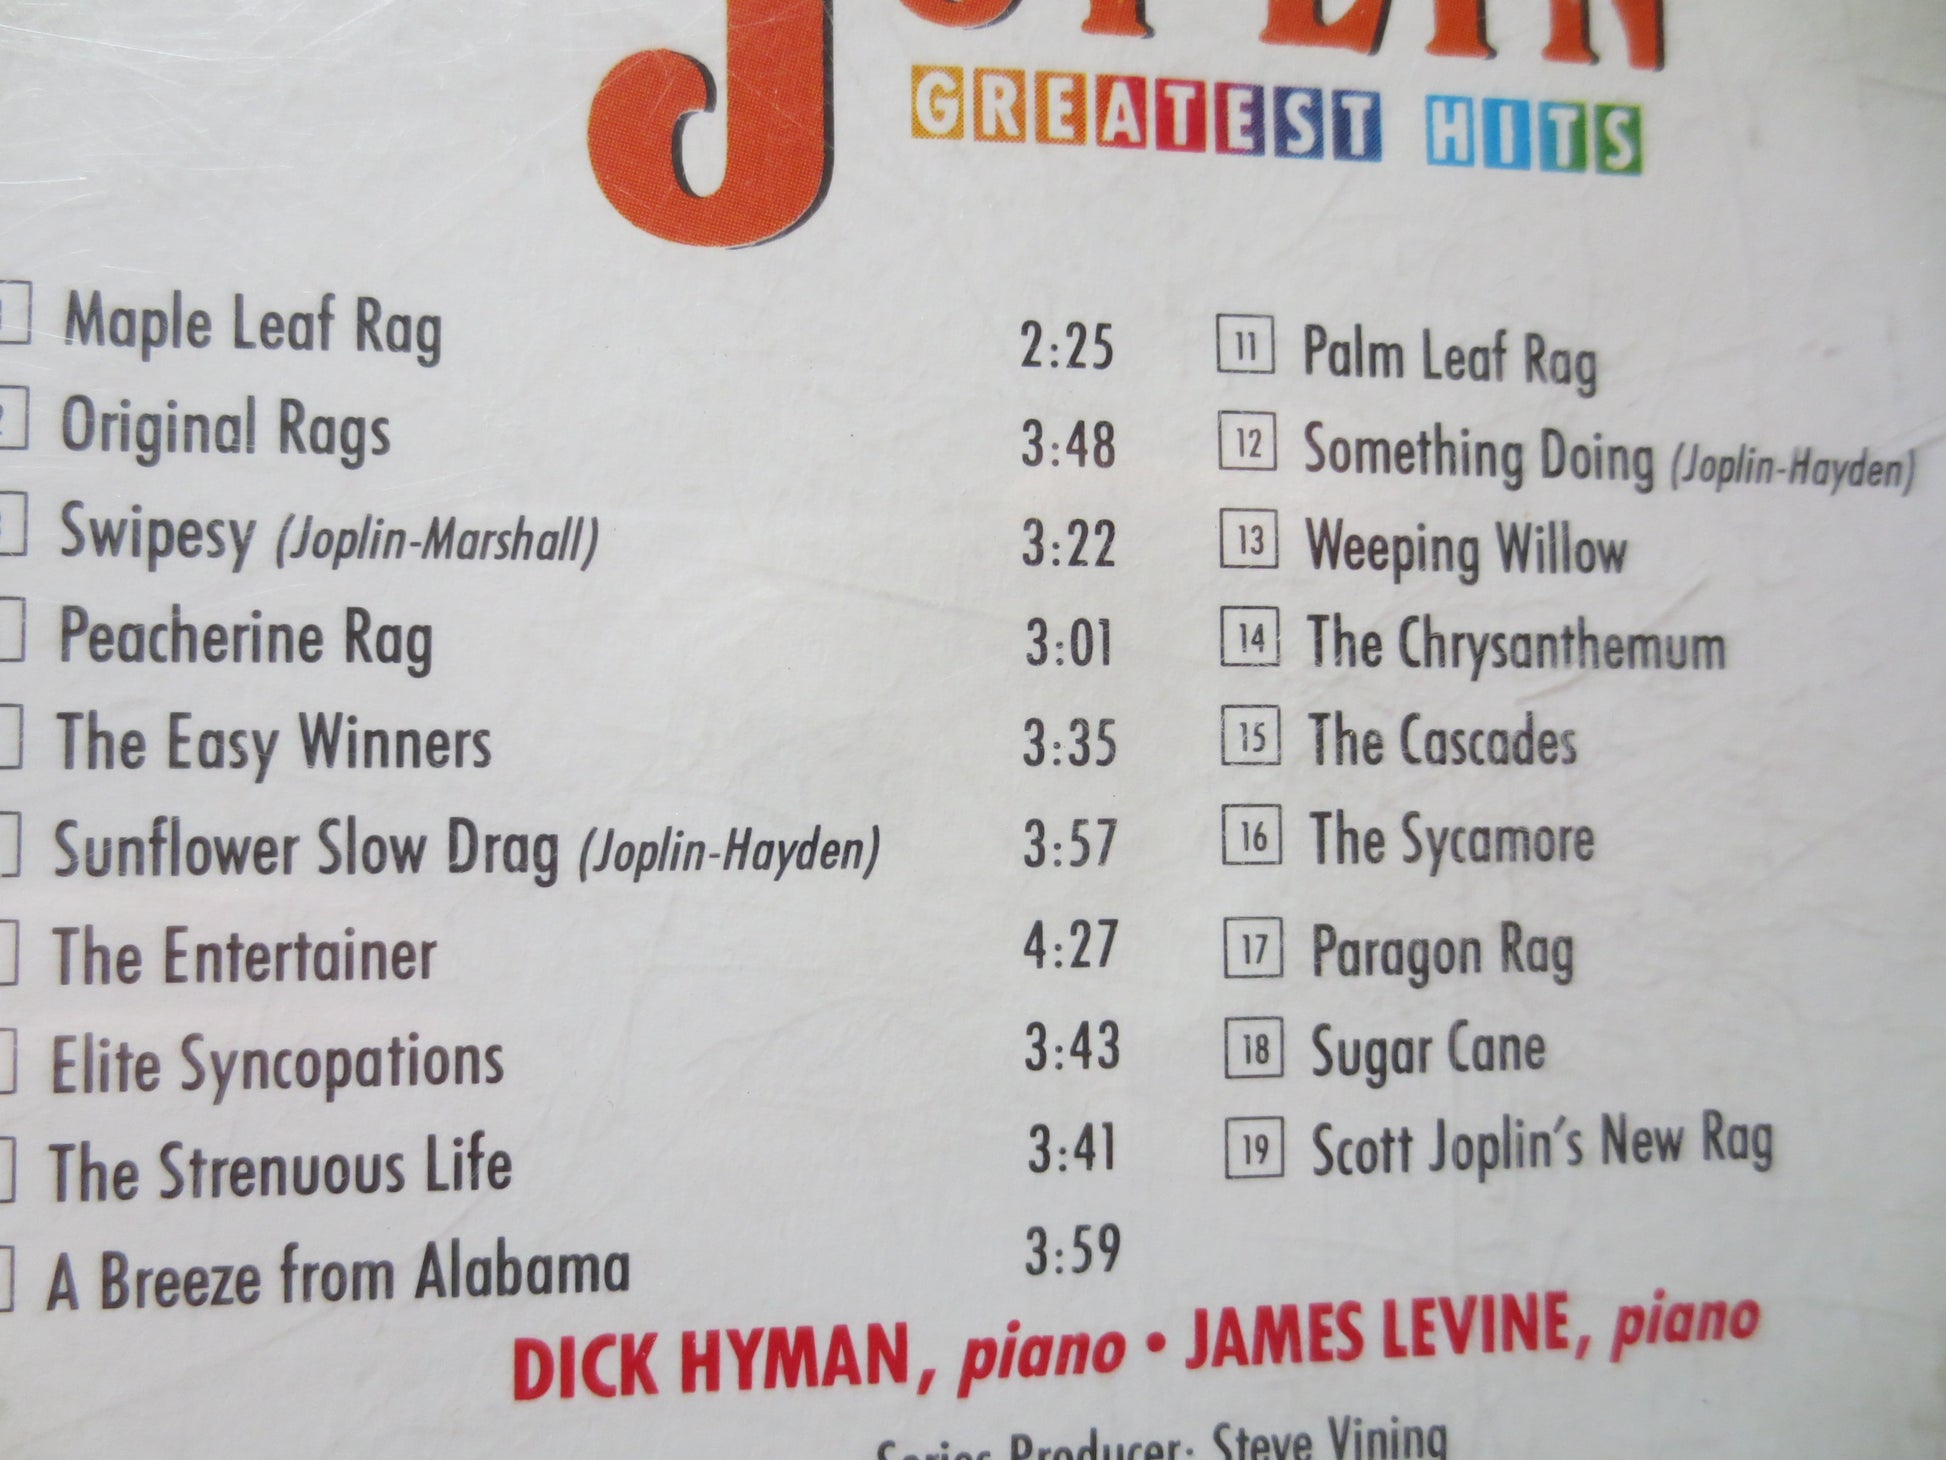 JOPLIN
GREATEST HITS
Maple Leaf Rag 2:25
Original Rags 3:48
Swipesy (Joplin-Marshall) 3:22
Peacherine Rag 3:01
The Easy Winners 3:35
Sunflower Slow Drag (Joplin-Hayden) 3:57
The Entertainer 4:27
Elite Syncopations 3:43
The Strenuous Life 3:41
A Breeze from Alabama 3:59
11 Palm Leaf Rag
12 Something Doing (Joplin-Hayden)
13 Weeping Willow
14 The Chrysanthemum
15 The Cascades
16 The Sycamore
17 Paragon Rag
18 Sugar Cane
19 Scott Joplin's New Rag
DICK HYMAN, piano • JAMES LEVINE, piano
Series Producer: Steve Vining